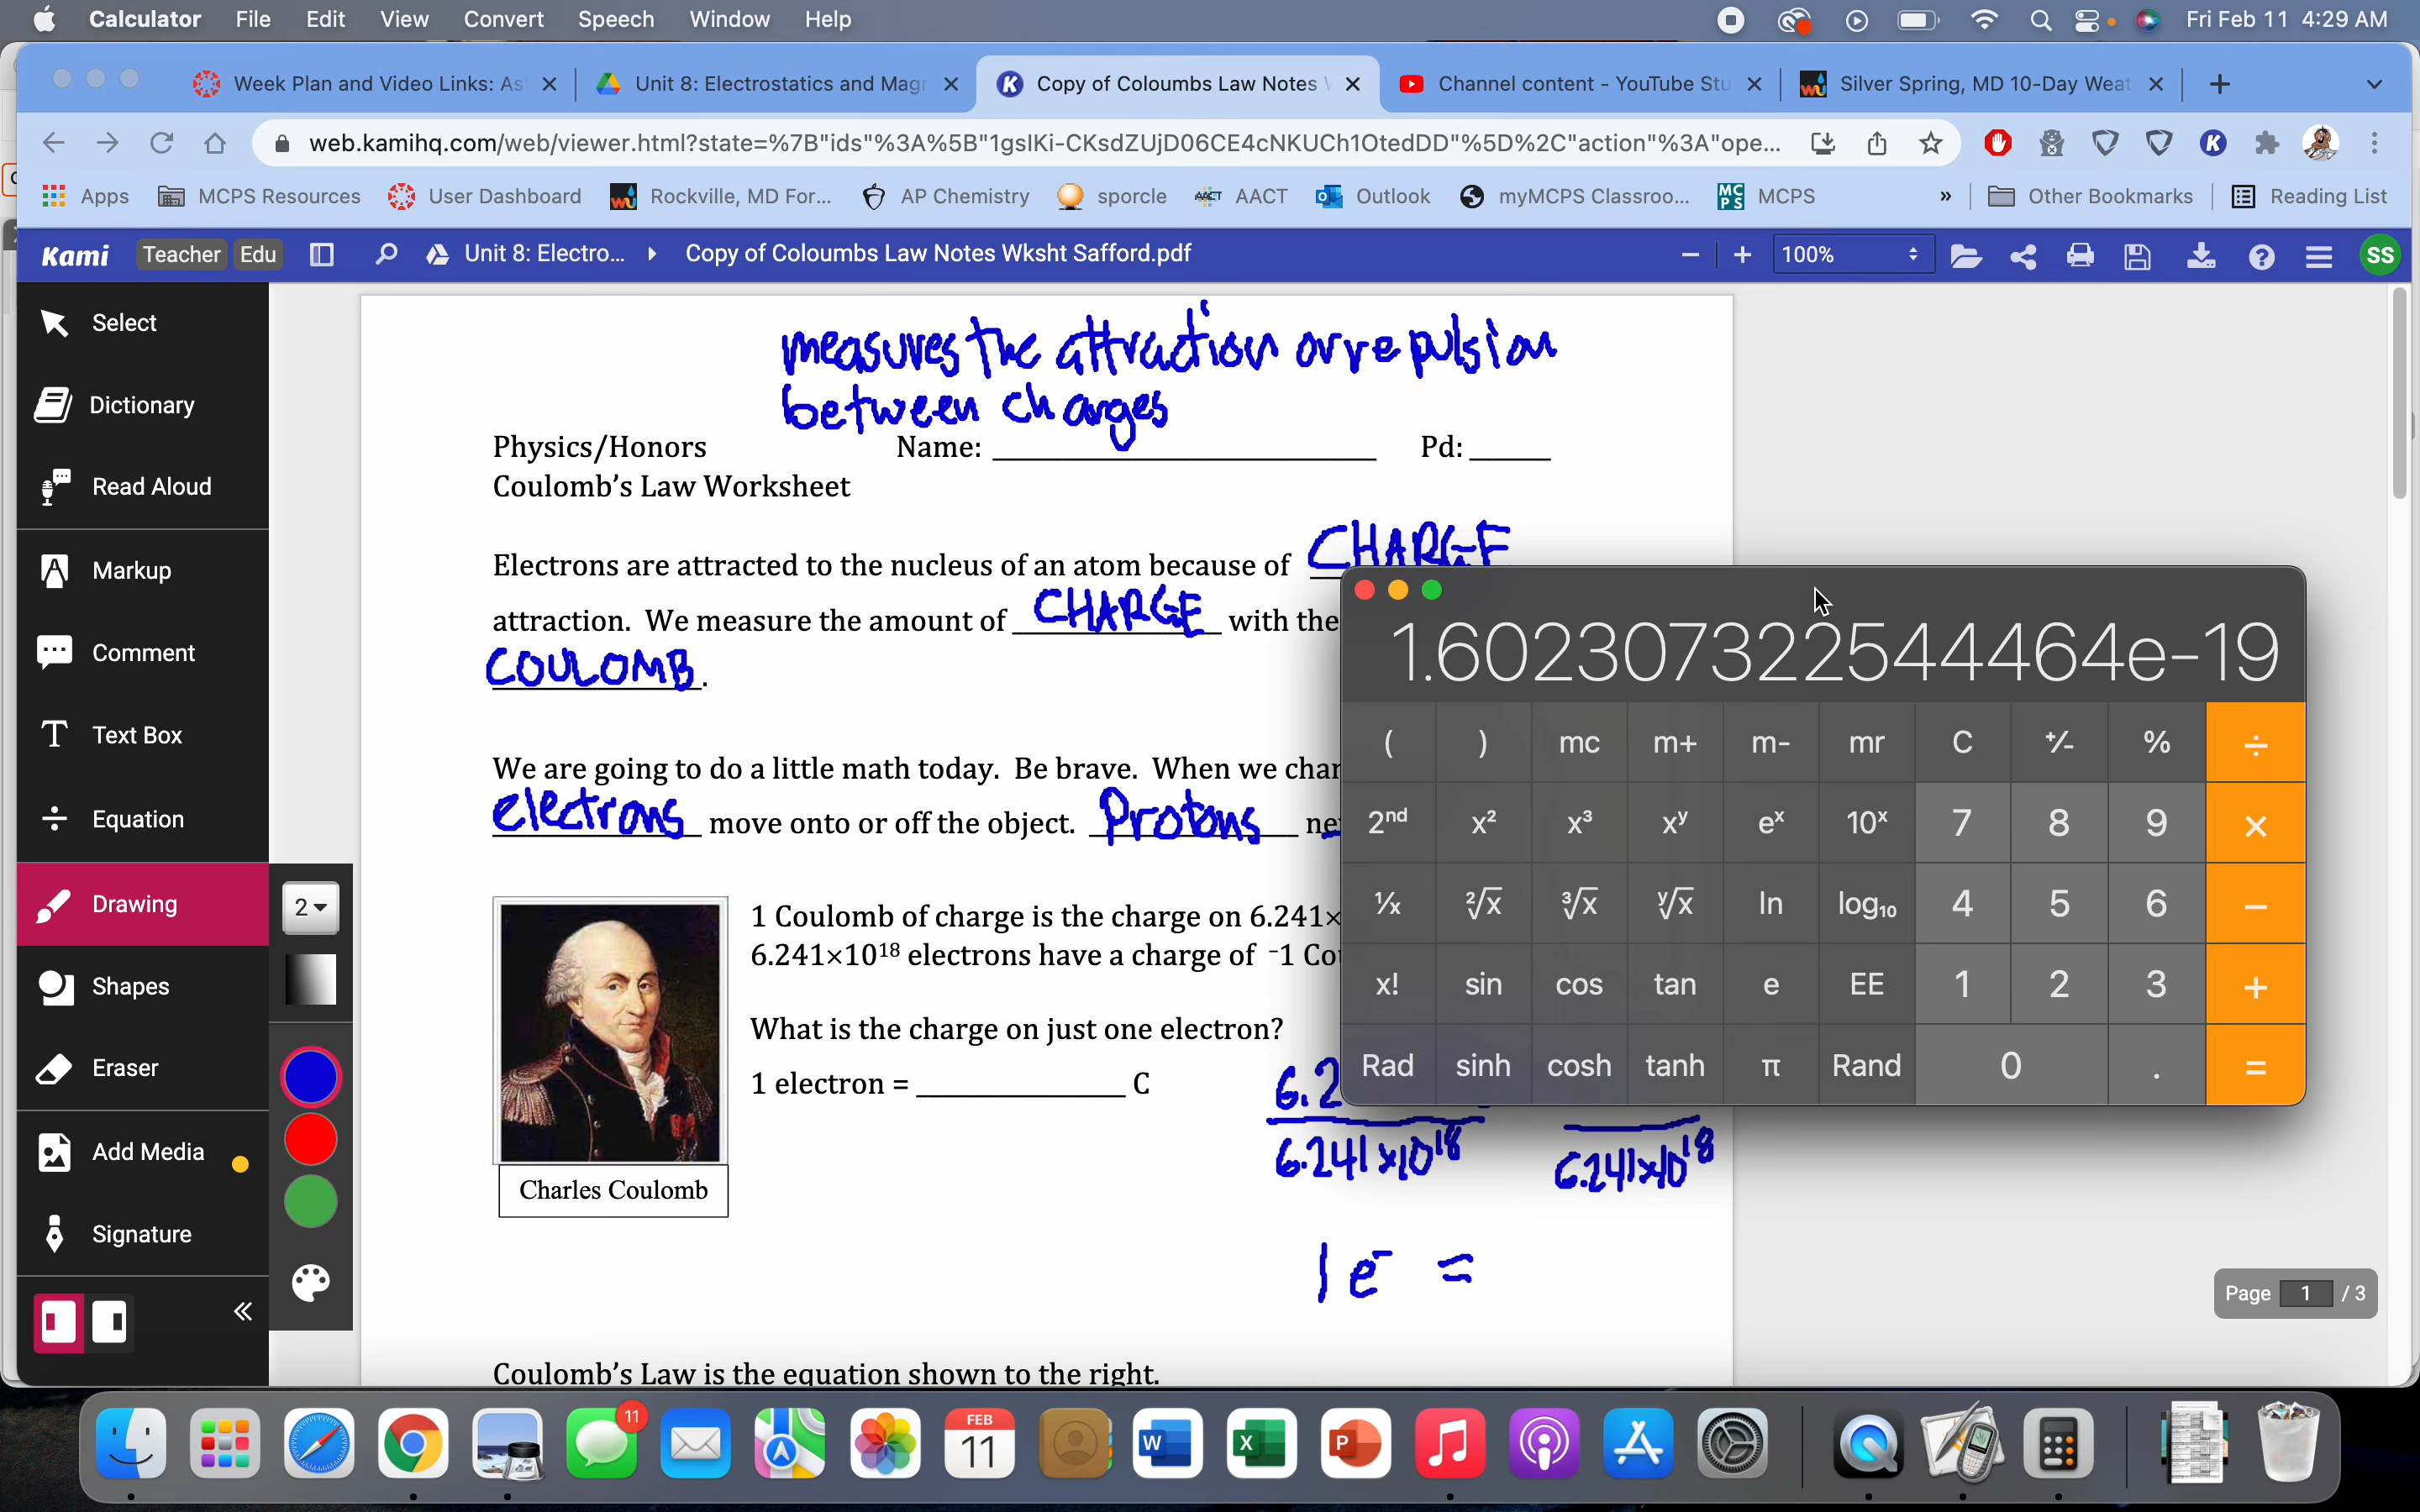 Calculator File Edit View Convert Speech Window Help Fri Feb 11 4:29 AM
Week Plan and Video Links: As Unit 8: Electrostatics and Magn Copy of Coloumbs Law Notes W Channel content - YouTube Stu Silver Spring, MD 10-Day Weat
web.kamihq.com/web/viewer.html?state=%7B"ids"%3A%5B"1gsIKi-CKsdZUjD06CE4cNKUCh1OtedDD"%5D%2C"action"%3A"ope...
Apps MCPS Resources User Dashboard Rockville, MD For... AP Chemistry sporcle AACT Outlook myMCPS Classroo... MCPS » Other Bookmarks Reading List
Kami Teacher Edu Unit 8: Electro... Copy of Coloumbs Law Notes Wksht Safford.pdf 100% SS
Select
Dictionary
Read Aloud
Markup
Comment
Text Box
Equation
Drawing
2
Shapes
Eraser
Add Media
Signature
«
measures the attraction or repulsion
between charges
Physics/Honors Name: Pd:
Coulomb's Law Worksheet
Electrons are attracted to the nucleus of an atom because of CHARGE
attraction. We measure the amount of CHARGE with the
COULOMB.
We are going to do a little math today. Be brave. When we char
electrons move onto or off the object. Protons ne
1 Coulomb of charge is the charge on 6.241×
6.241×10¹⁸ electrons have a charge of ⁻1 Cou
What is the charge on just one electron?
1 electron = C
Charles Coulomb
6.2
6.241x10¹⁸ 6.241x10¹⁸
1 e⁻ =
Coulomb's Law is the equation shown to the right.
1.602307322544464e-19
( ) mc m+ m- mr C ⁺∕₋ % ÷
2ⁿᵈ x² x³ xʸ eˣ 10ˣ 7 8 9 ×
¹∕ₓ ²√x ³√x ʸ√x ln log₁₀ 4 5 6 −
x! sin cos tan e EE 1 2 3 +
Rad sinh cosh tanh π Rand 0 . =
Page 1 / 3
11
FEB
11
W
X
P